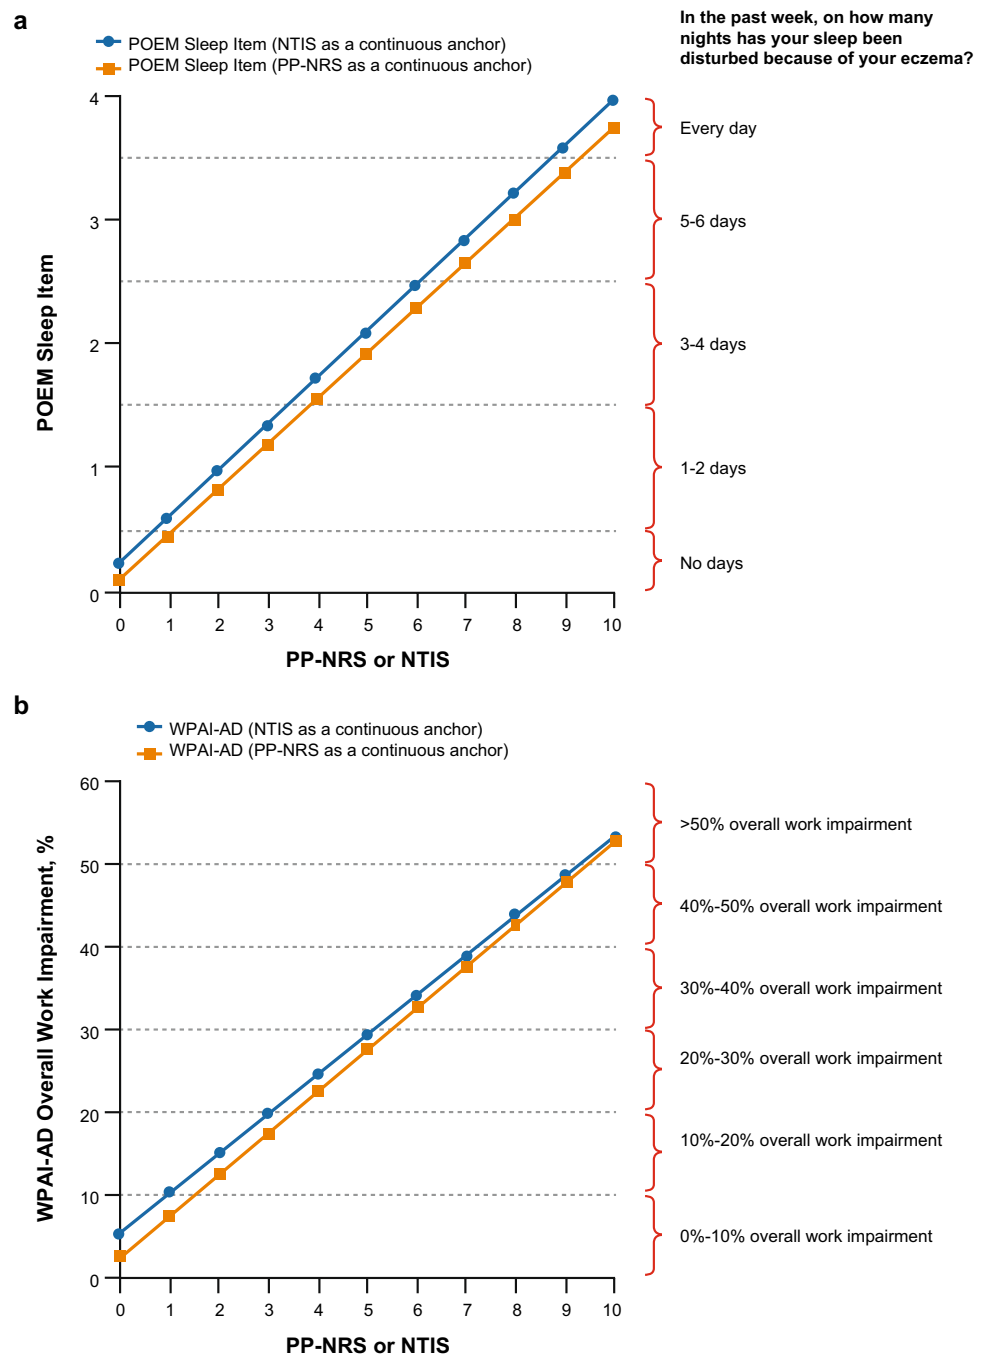 a
In the past week, on how many
nights has your sleep been
disturbed because of your eczema?
POEM Sleep Item (NTIS as a continuous anchor)
POEM Sleep Item (PP-NRS as a continuous anchor)
4
3
2
1
0
POEM Sleep Item
Every day
5-6 days
3-4 days
1-2 days
No days
0 1 2 3 4 5 6 7 8 9 10
PP-NRS or NTIS
b
WPAI-AD (NTIS as a continuous anchor)
WPAI-AD (PP-NRS as a continuous anchor)
60
50
40
30
20
10
0
WPAI-AD Overall Work Impairment, %
>50% overall work impairment
40%-50% overall work impairment
30%-40% overall work impairment
20%-30% overall work impairment
10%-20% overall work impairment
0%-10% overall work impairment
0 1 2 3 4 5 6 7 8 9 10
PP-NRS or NTIS